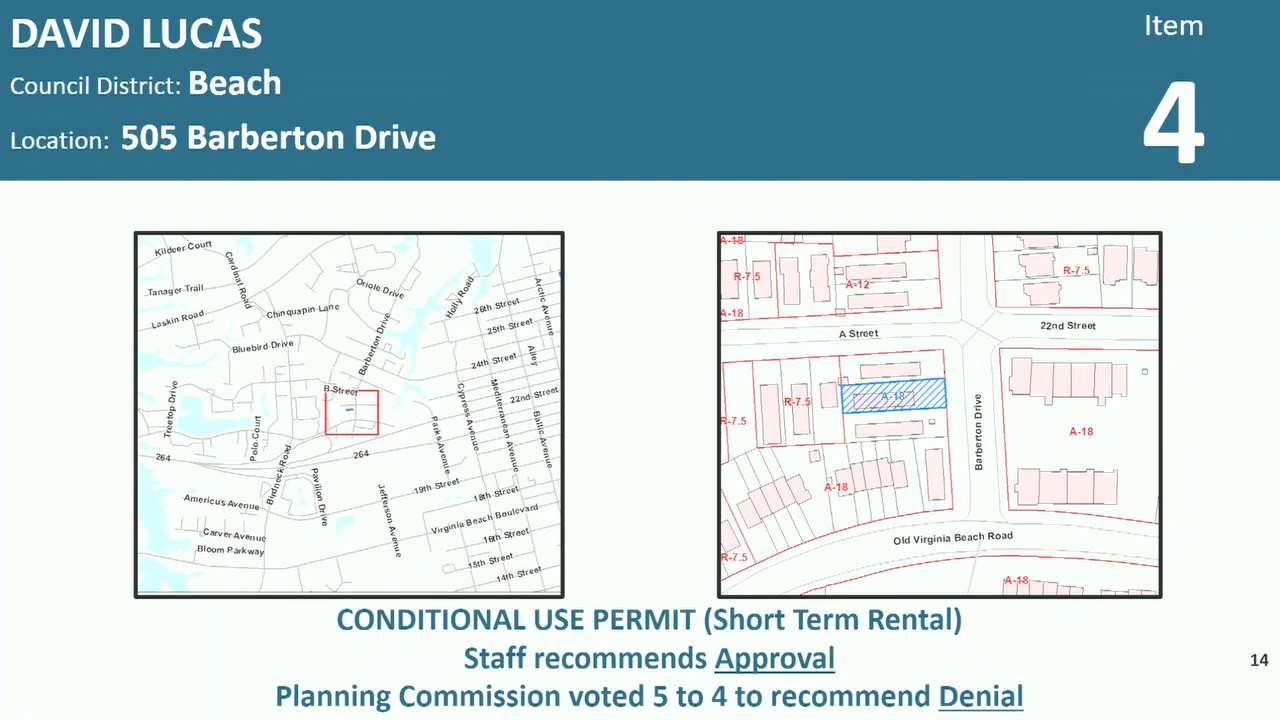 DAVID LUCAS
Council District: Beach
Location: 505 Barberton Drive
Item
4
Kildeer Court
Cardinal Road
Tanager Trail
Oriole Drive
Holly Road
Arctic Avenue
26th Street
Laskin Road
Chinquapin Lane
25th Street
Barberton Drive
Bluebird Drive
24th Street
Alley
B Street
22nd Street
Treetop Drive
Cypress Avenue
Mediterranean Avenue
Baltic Avenue
Polo Court
Parks Avenue
264
264
Birdneck Road
Pavilion Drive
Jefferson Avenue
19th Street
18th Street
Americus Avenue
Virginia Beach Boulevard
Carver Avenue
16th Street
Bloom Parkway
15th Street
14th Street
A-18
R-7.5
A-12
R-7.5
A-18
A Street
22nd Street
A-18
R-7.5
R-7.5
Barberton Drive
A-18
A-18
Old Virginia Beach Road
R-7.5
A-18
CONDITIONAL USE PERMIT (Short Term Rental)
Staff recommends Approval
Planning Commission voted 5 to 4 to recommend Denial
14